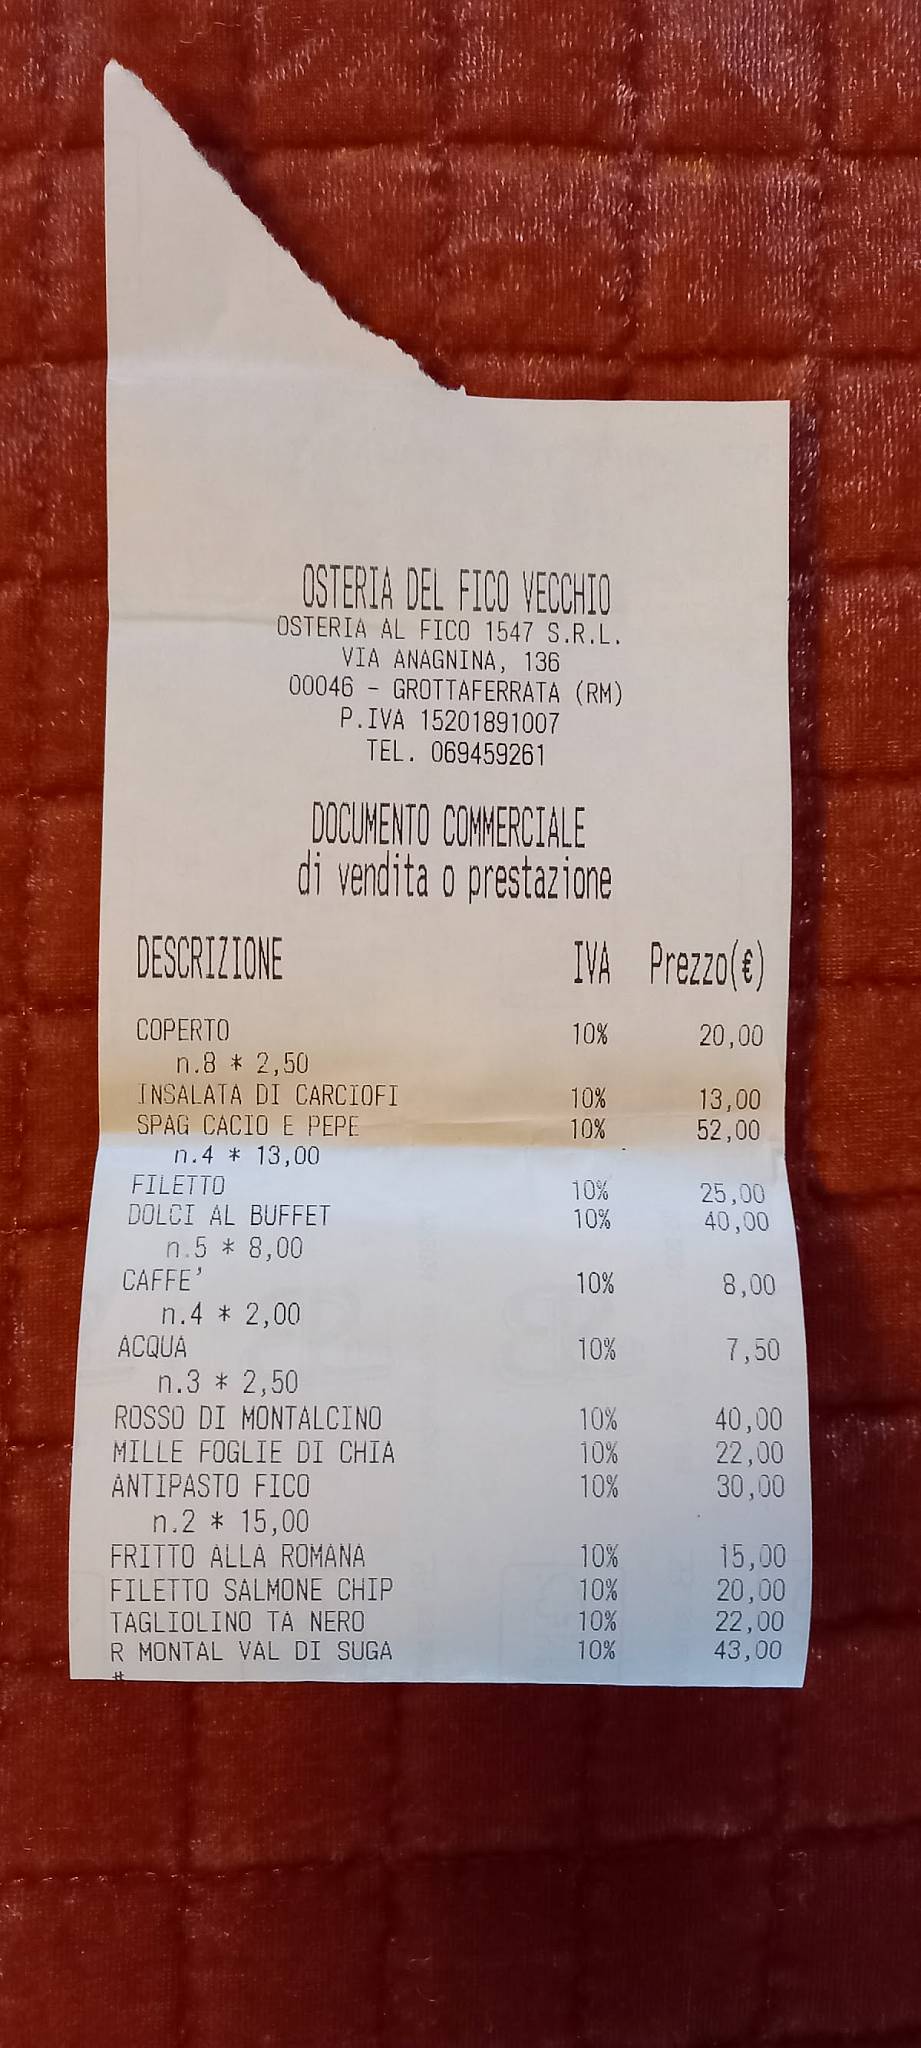 OSTERIA DEL FICO VECCHIO
OSTERIA AL FICO 1547 S.R.L.
VIA ANAGNINA, 136
00046 - GROTTAFERRATA (RM)
P.IVA 15201891007
TEL. 069459261
DOCUMENTO COMMERCIALE
di vendita o prestazione
DESCRIZIONE IVA Prezzo(€)
COPERTO 10% 20,00
n.8 * 2,50
INSALATA DI CARCIOFI 10% 13,00
SPAG CACIO E PEPE 10% 52,00
n.4 * 13,00
FILETTO 10% 25,00
DOLCI AL BUFFET 10% 40,00
n.5 * 8,00
CAFFE' 10% 8,00
n.4 * 2,00
ACQUA 10% 7,50
n.3 * 2,50
ROSSO DI MONTALCINO 10% 40,00
MILLE FOGLIE DI CHIA 10% 22,00
ANTIPASTO FICO 10% 30,00
n.2 * 15,00
FRITTO ALLA ROMANA 10% 15,00
FILETTO SALMONE CHIP 10% 20,00
TAGLIOLINO TA NERO 10% 22,00
R MONTAL VAL DI SUGA 10% 43,00
#